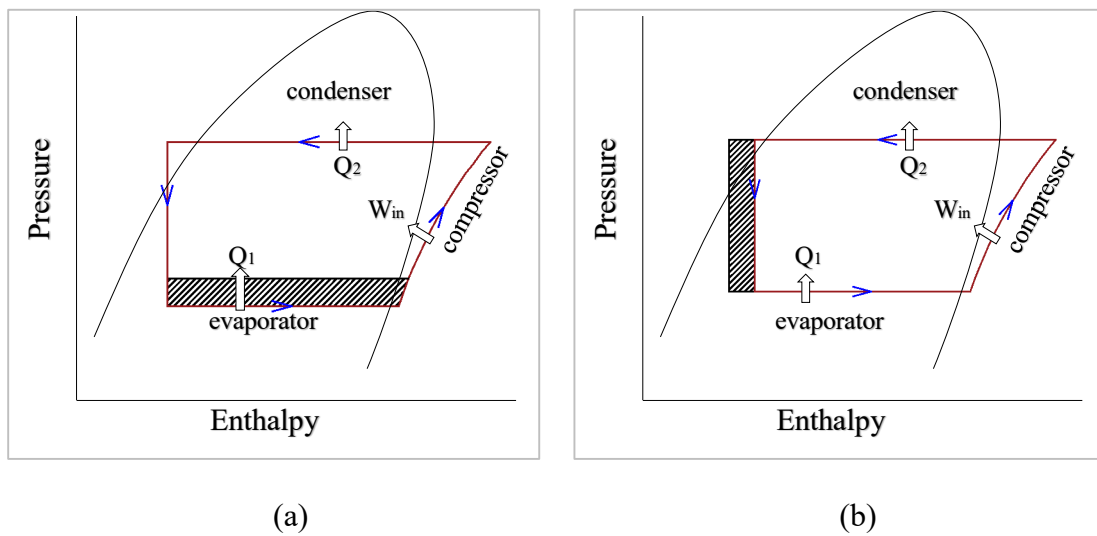 condenser
Pressure
Q2
Win
compressor
Q1
evaporator
Enthalpy
(a)
condenser
Pressure
Q2
Win
compressor
Q1
evaporator
Enthalpy
(b)